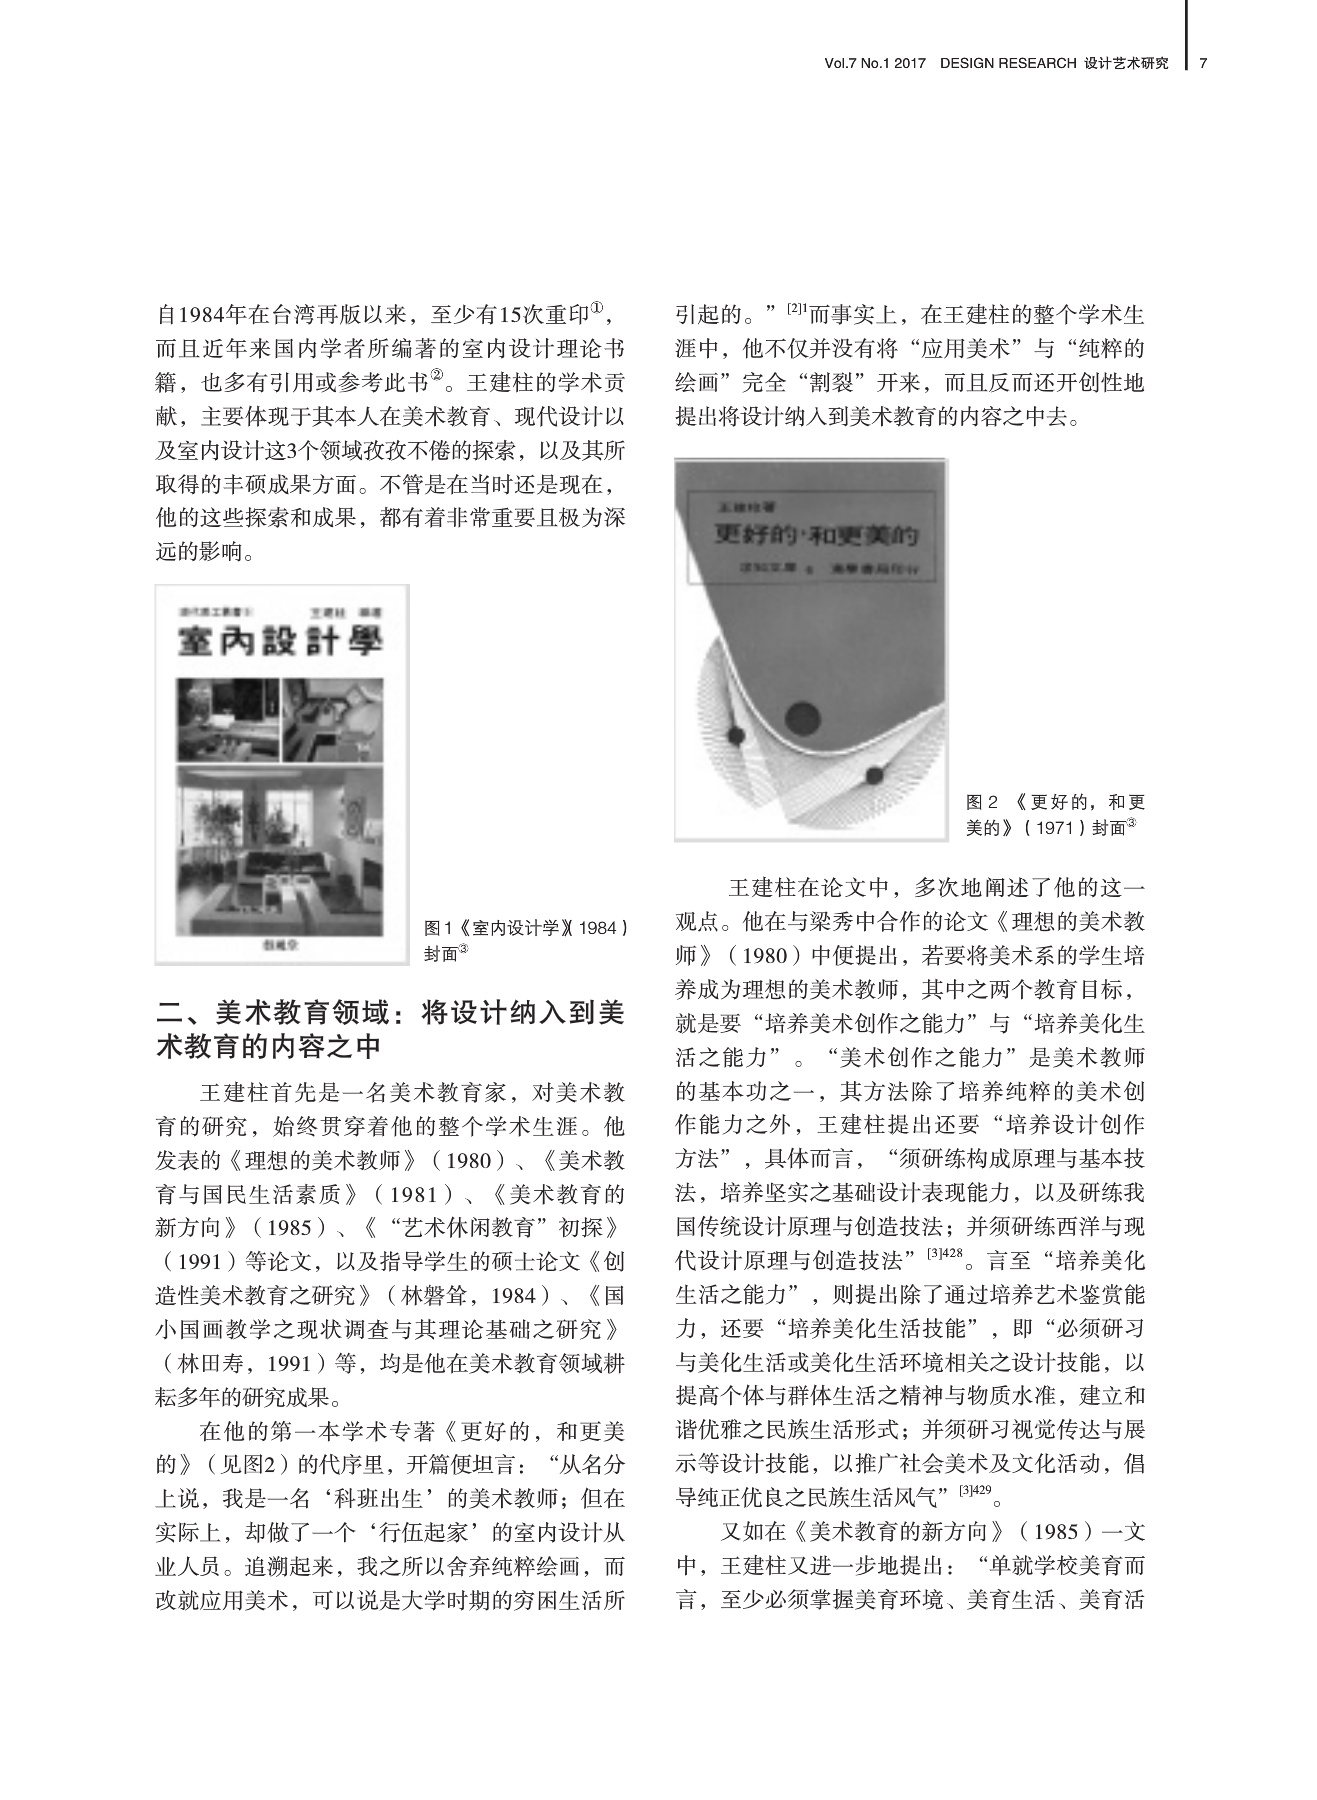 Vol.7 No.1 2017 DESIGN RESEARCH 设计艺术研究 7
自1984年在台湾再版以来，至少有15次重印①，
而且近年来国内学者所编著的室内设计理论书
籍，也多有引用或参考此书②。王建柱的学术贡
献，主要体现于其本人在美术教育、现代设计以
及室内设计这3个领域孜孜不倦的探索，以及其所
取得的丰硕成果方面。不管是在当时还是现在，
他的这些探索和成果，都有着非常重要且极为深
远的影响。
王建柱 編著
室內設計學
藝風堂
图1《室内设计学》（1984）
封面③
二、美术教育领域：将设计纳入到美
术教育的内容之中
王建柱首先是一名美术教育家，对美术教
育的研究，始终贯穿着他的整个学术生涯。他
发表的《理想的美术教师》（1980）、《美术教
育与国民生活素质》（1981）、《美术教育的
新方向》（1985）、《“艺术休闲教育”初探》
（1991）等论文，以及指导学生的硕士论文《创
造性美术教育之研究》（林磐耸，1984）、《国
小国画教学之现状调查与其理论基础之研究》
（林田寿，1991）等，均是他在美术教育领域耕
耘多年的研究成果。
在他的第一本学术专著《更好的，和更美
的》（见图2）的代序里，开篇便坦言：“从名分
上说，我是一名‘科班出生’的美术教师；但在
实际上，却做了一个‘行伍起家’的室内设计从
业人员。追溯起来，我之所以舍弃纯粹绘画，而
改就应用美术，可以说是大学时期的穷困生活所
引起的。”[2]1而事实上，在王建柱的整个学术生
涯中，他不仅并没有将“应用美术”与“纯粹的
绘画”完全“割裂”开来，而且反而还开创性地
提出将设计纳入到美术教育的内容之中去。
王建柱著
更好的·和更美的
图2 《更好的，和更
美的》（1971）封面③
王建柱在论文中，多次地阐述了他的这一
观点。他在与梁秀中合作的论文《理想的美术教
师》（1980）中便提出，若要将美术系的学生培
养成为理想的美术教师，其中之两个教育目标，
就是要“培养美术创作之能力”与“培养美化生
活之能力”。“美术创作之能力”是美术教师
的基本功之一，其方法除了培养纯粹的美术创
作能力之外，王建柱提出还要“培养设计创作
方法”，具体而言，“须研练构成原理与基本技
法，培养坚实之基础设计表现能力，以及研练我
国传统设计原理与创造技法；并须研练西洋与现
代设计原理与创造技法”[3]428。言至“培养美化
生活之能力”，则提出除了通过培养艺术鉴赏能
力，还要“培养美化生活技能”，即“必须研习
与美化生活或美化生活环境相关之设计技能，以
提高个体与群体生活之精神与物质水准，建立和
谐优雅之民族生活形式；并须研习视觉传达与展
示等设计技能，以推广社会美术及文化活动，倡
导纯正优良之民族生活风气”[3]429。
又如在《美术教育的新方向》（1985）一文
中，王建柱又进一步地提出：“单就学校美育而
言，至少必须掌握美育环境、美育生活、美育活